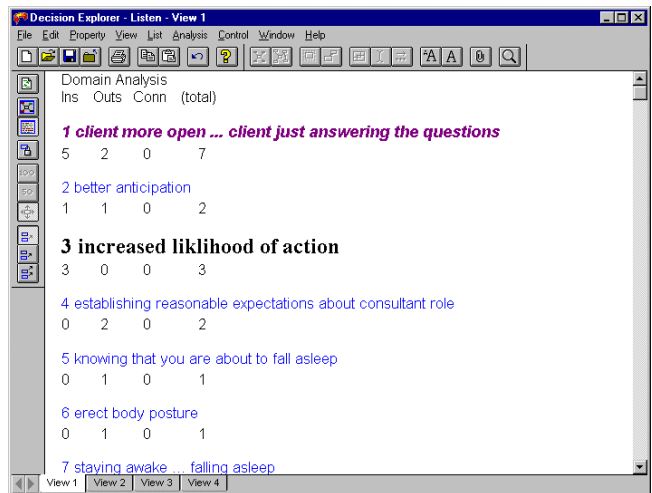 Decision Explorer - Listen - View 1
File Edit Property View List Analysis Control Window Help
Domain Analysis
Ins Outs Conn (total)
1 client more open ... client just answering the questions
5 2 0 7
2 better anticipation
1 1 0 2
3 increased liklihood of action
3 0 0 3
4 establishing reasonable expectations about consultant role
0 2 0 2
5 knowing that you are about to fall asleep
0 1 0 1
6 erect body posture
0 1 0 1
7 staying awake ... falling asleep
100
50
View 1 View 2 View 3 View 4